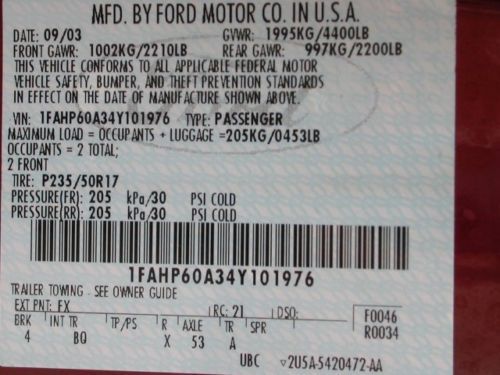 MFD. BY FORD MOTOR CO. IN U.S.A.
DATE: 09/03 GVWR: 1995KG/4400LB
FRONT GAWR: 1002KG/2210LB REAR GAWR: 997KG/2200LB
THIS VEHICLE CONFORMS TO ALL APPLICABLE FEDERAL MOTOR
VEHICLE SAFETY, BUMPER, AND THEFT PREVENTION STANDARDS
IN EFFECT ON THE DATE OF MANUFACTURE SHOWN ABOVE.
VIN: 1FAHP60A34Y101976 TYPE: PASSENGER
MAXIMUM LOAD = OCCUPANTS + LUGGAGE =205KG/0453LB
OCCUPANTS = 2 TOTAL;
2 FRONT
TIRE: P235/50R17
PRESSURE(FR): 205 kPa/30 PSI COLD
PRESSURE(RR): 205 kPa/30 PSI COLD
1FAHP60A34Y101976
TRAILER TOWING - SEE OWNER GUIDE
EXT PNT: FX RC: 21 DSO: F0046
BRK INT TR TP/PS R AXLE TR SPR R0034
4 BQ X 53 A
UBC ▽2U5A-5420472-AA